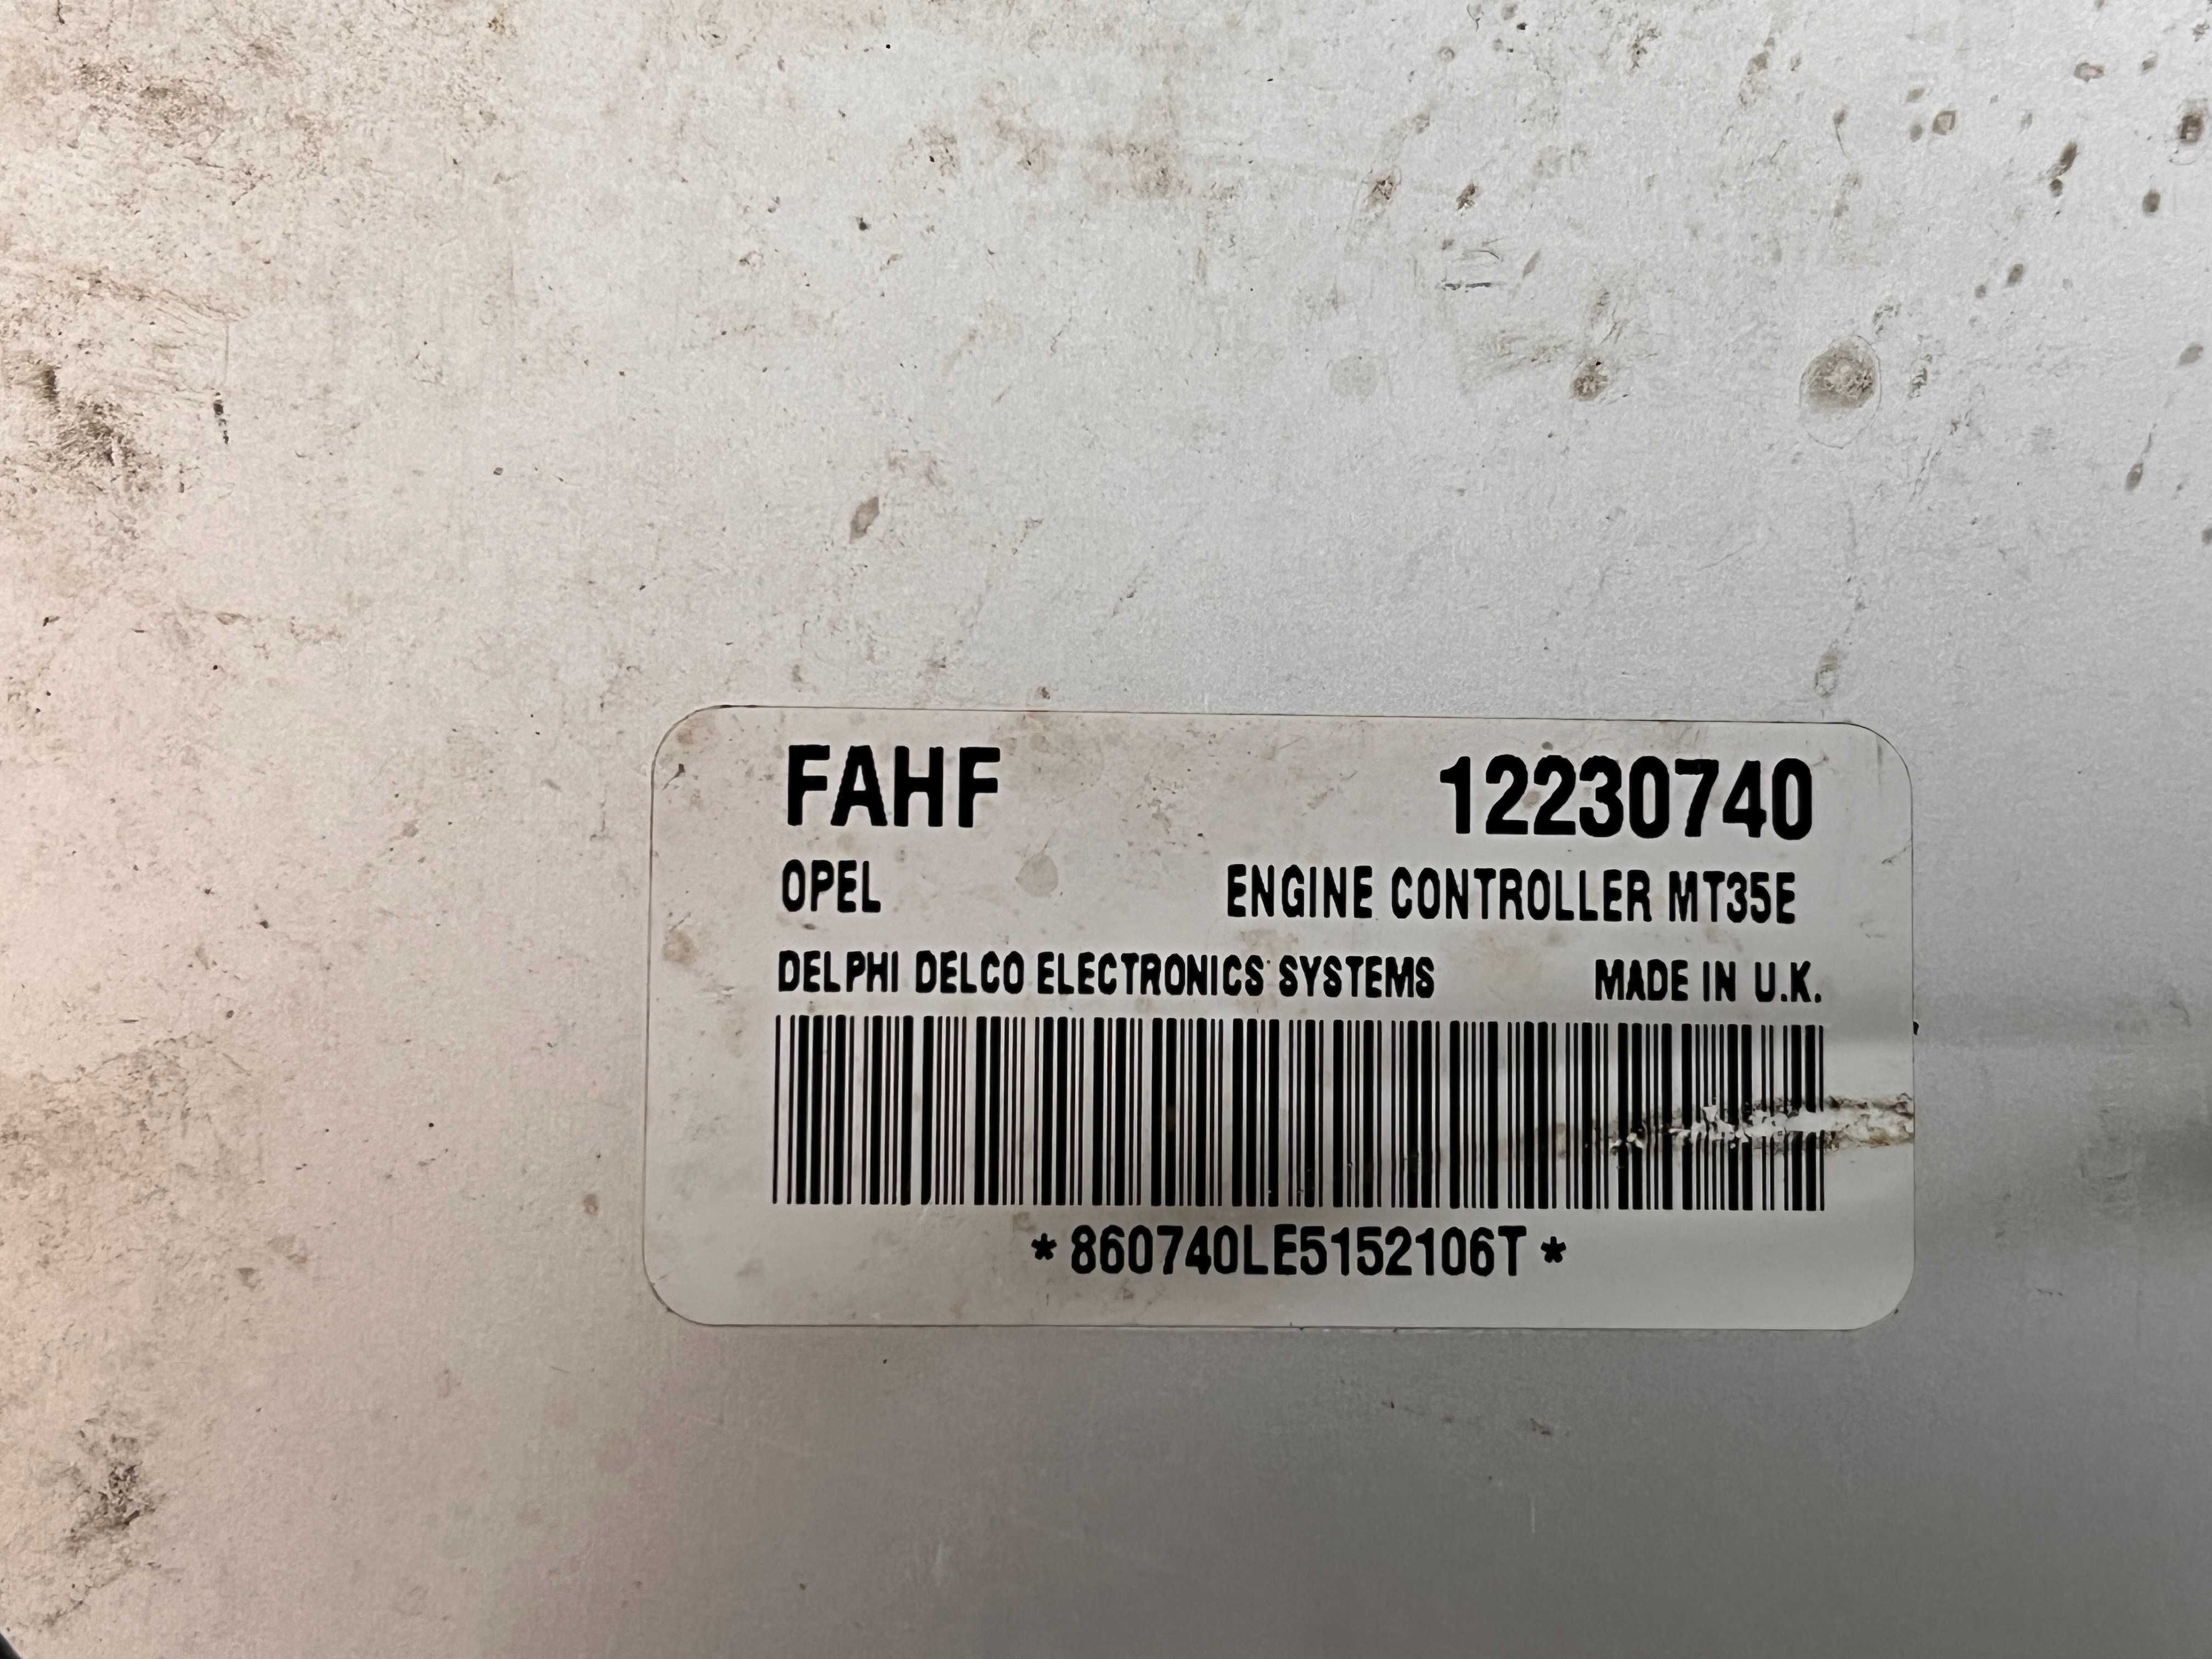 FAHF 12230740
OPEL ENGINE CONTROLLER MT35E
DELPHI DELCO ELECTRONICS SYSTEMS MADE IN U.K.
*860740LE5152106T*